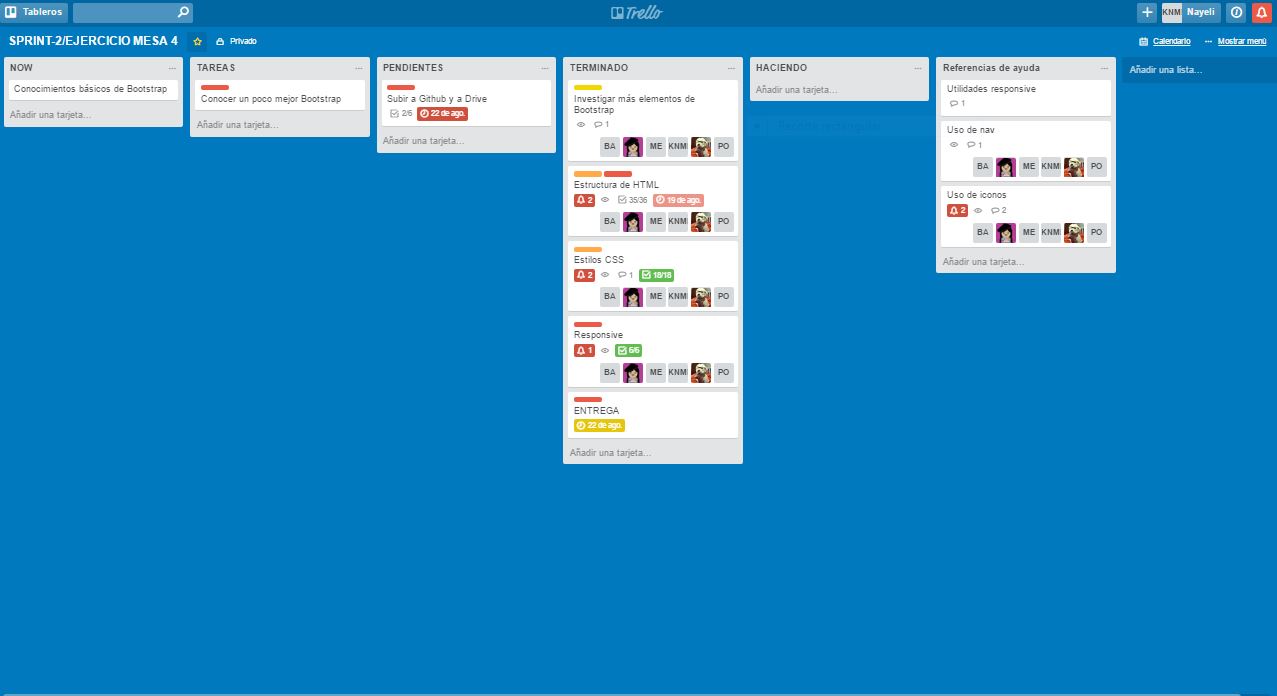 Tableros
Trello
KNM Nayeli
SPRINT-2/EJERCICIO MESA 4
Privado
Calendario
Mostrar menú
NOW
Conocimientos básicos de Bootstrap
Añadir una tarjeta...
TAREAS
Conocer un poco mejor Bootstrap
Añadir una tarjeta...
PENDIENTES
Subir a Github y a Drive
2/6 22 de ago.
Añadir una tarjeta...
TERMINADO
Investigar más elementos de
Bootstrap
1
BA ME KNM PO
Estructura de HTML
2 35/36 19 de ago.
BA ME KNM PO
Estilos CSS
2 1 18/18
BA ME KNM PO
Responsive
1 6/6
BA ME KNM PO
ENTREGA
22 de ago.
Añadir una tarjeta...
HACIENDO
Añadir una tarjeta...
Recorte rectangular
Referencias de ayuda
Utilidades responsive
1
Uso de nav
1
BA ME KNM PO
Uso de iconos
2 2
BA ME KNM PO
Añadir una tarjeta...
Añadir una lista...